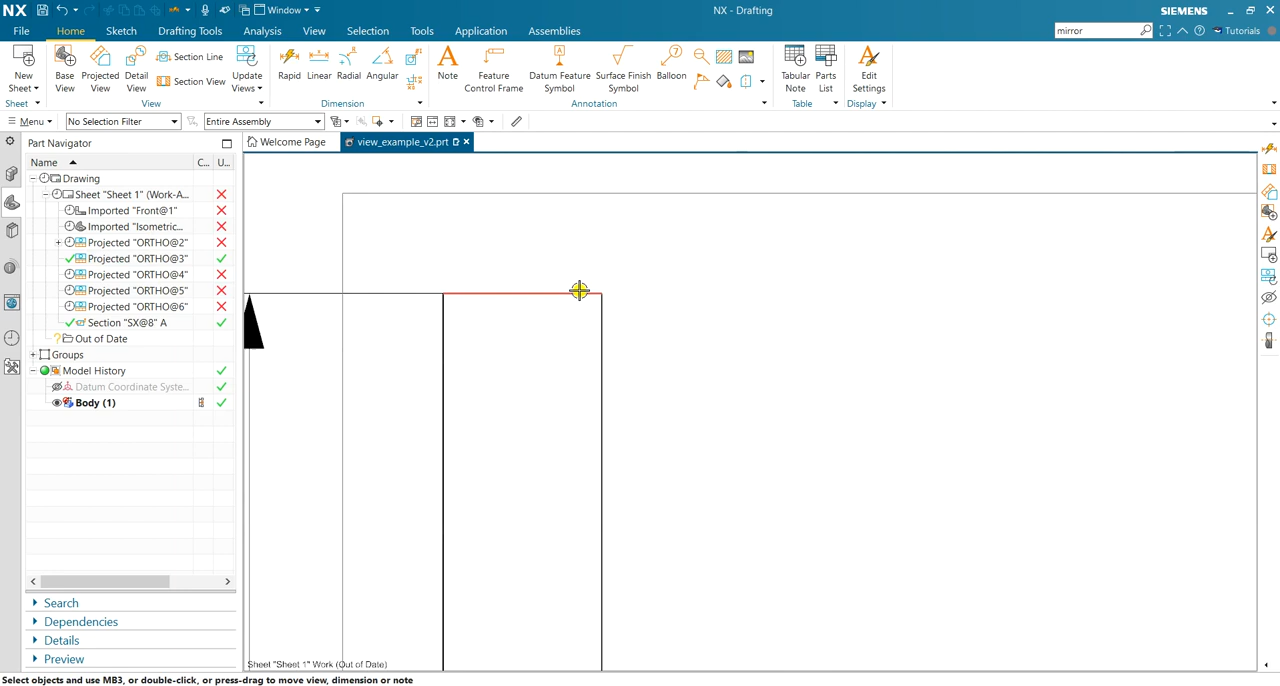 NX
Window
NX - Drafting
SIEMENS
File
Home
Sketch
Drafting Tools
Analysis
View
Selection
Tools
Application
Assemblies
mirror
Tutorials
New Sheet
Base View
Projected View
Detail View
Section Line
Section View
Update Views
Rapid
Linear
Radial
Angular
Note
Feature Control Frame
Datum Feature Symbol
Surface Finish Symbol
Balloon
Tabular Note
Parts List
Edit Settings
Sheet
View
Dimension
Annotation
Table
Display
Menu
No Selection Filter
Entire Assembly
Part Navigator
Welcome Page
view_example_v2.prt
Name
C...
U...
Drawing
Sheet "Sheet 1" (Work-A...
Imported "Front@1"
Imported "Isometric...
Projected "ORTHO@2"
Projected "ORTHO@3"
Projected "ORTHO@4"
Projected "ORTHO@5"
Projected "ORTHO@6"
Section "SX@8" A
Out of Date
Groups
Model History
Datum Coordinate Syste...
Body (1)
Search
Dependencies
Details
Preview
Sheet "Sheet 1" Work (Out of Date)
Select objects and use MB3, or double-click, or press-drag to move view, dimension or note